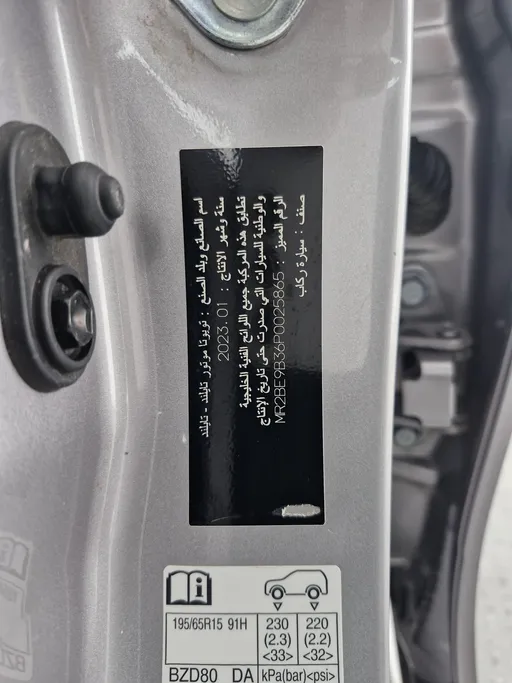 اسم الصانع وبلد الصنع : تويوتا موتور تايلند - تايلند
سنة وشهر الانتاج : 2023.01
تطابق هذه المركبة جميع اللوائح الفنية الخليجية
والوطنية للسيارات التي صدرت حتى تاريخ الإنتاج
الرقم المميز : MR2BE9B36P0025865
صنف : سيارة ركاب
195/65R15 91H
230
(2.3)
<33>
220
(2.2)
<32>
BZD80 DA kPa(bar)<psi>